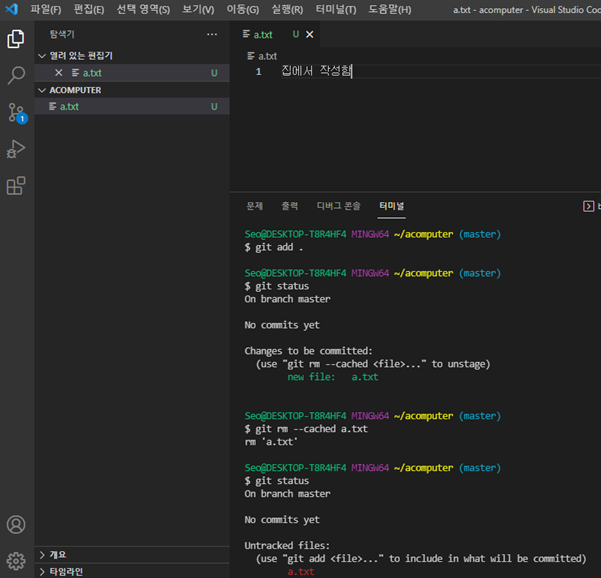 파일(F) 편집(E) 선택 영역(S) 보기(V) 이동(G) 실행(R) 터미널(T) 도움말(H) a.txt - acomputer - Visual Studio Cod
탐색기 ···
열려 있는 편집기
a.txt U
ACOMPUTER
a.txt U
1
개요
타임라인
a.txt U
a.txt
1 집에서 작성함
문제 출력 디버그 콘솔 터미널
Seo@DESKTOP-T8R4HF4 MINGW64 ~/acomputer (master)
$ git add .
Seo@DESKTOP-T8R4HF4 MINGW64 ~/acomputer (master)
$ git status
On branch master
No commits yet
Changes to be committed:
(use "git rm --cached <file>..." to unstage)
new file: a.txt
Seo@DESKTOP-T8R4HF4 MINGW64 ~/acomputer (master)
$ git rm --cached a.txt
rm 'a.txt'
Seo@DESKTOP-T8R4HF4 MINGW64 ~/acomputer (master)
$ git status
On branch master
No commits yet
Untracked files:
(use "git add <file>..." to include in what will be committed)
a.txt